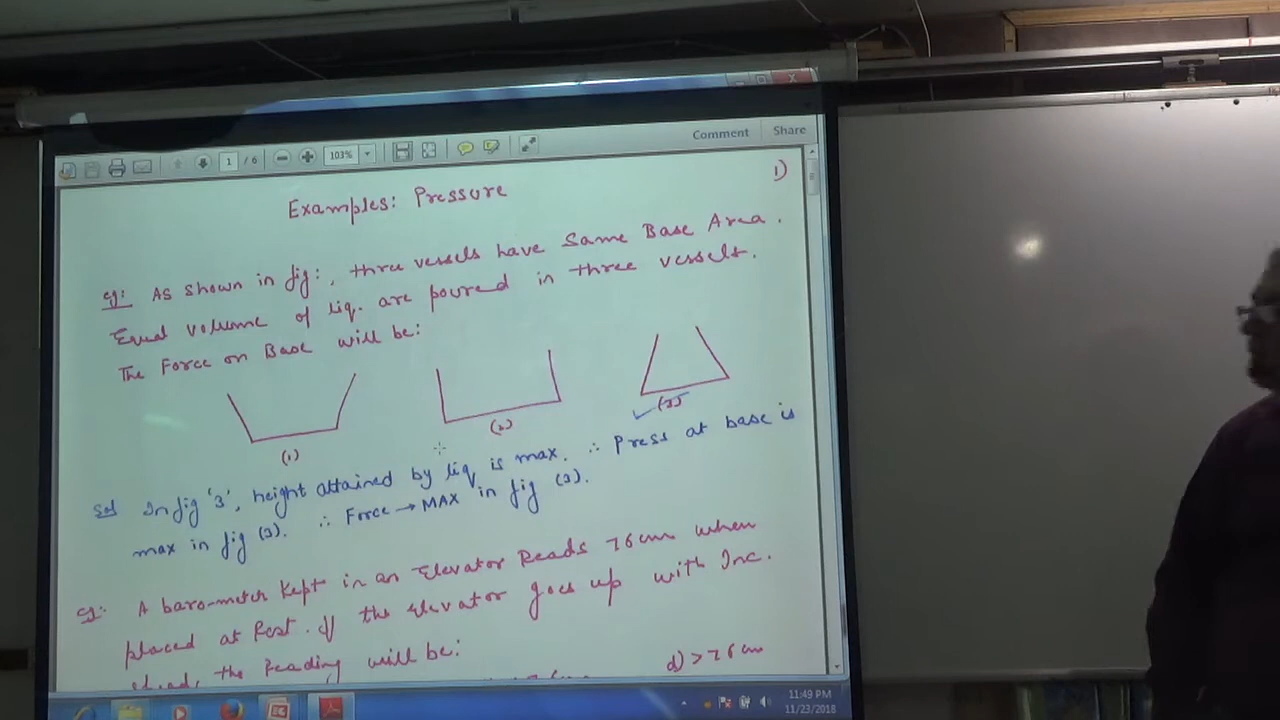 Comment Share
1 / 6 103%
1)
Examples: Pressure
eg: As shown in fig:, three vessels have same Base Area.
Equal volume of liq. are poured in three vessels.
The Force on Base will be:
(1) (2) (3)
Sol In fig '3', height attained by liq is max. ∴ Press at base is
max in fig (3). ∴ Force → MAX in fig (3).
eg: A barometer kept in an Elevator Reads 76 cm when
placed at Rest. If the elevator goes up with Inc.
the Reading will be:
d) > 76 cm
11:49 PM
11/23/2018